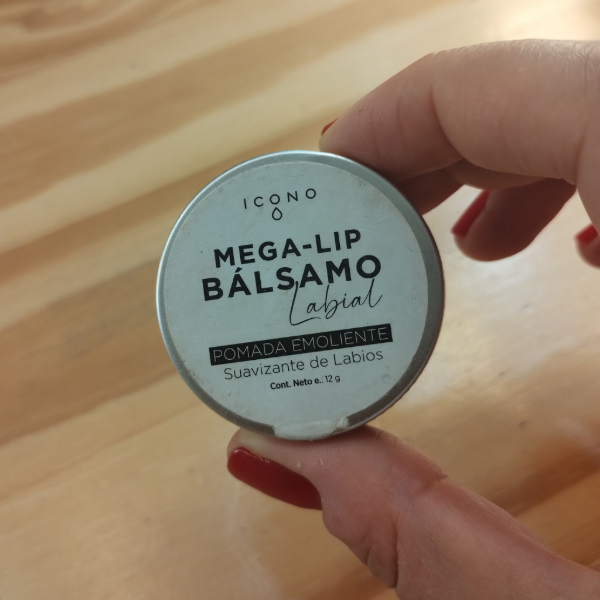 ICONO
MEGA-LIP
BÁLSAMO
Labial
POMADA EMOLIENTE
Suavizante de Labios
Cont. Neto e.: 12 g